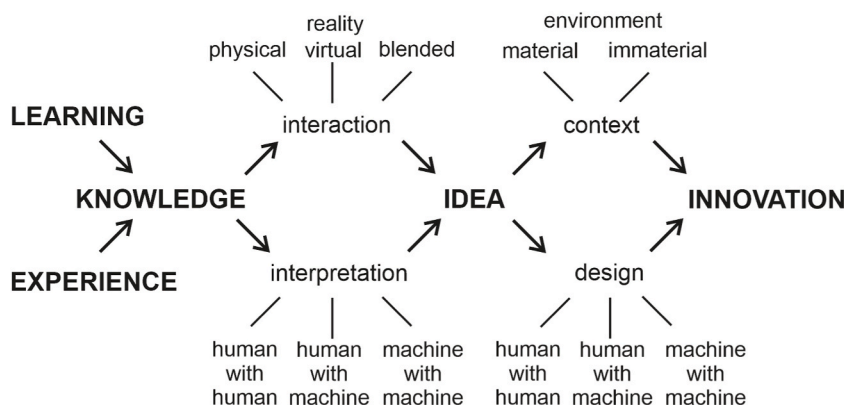 reality
physical virtual blended
environment
material immaterial
LEARNING
interaction
context
KNOWLEDGE
IDEA
INNOVATION
EXPERIENCE
interpretation
design
human
with
human
human
with
machine
machine
with
machine
human
with
human
human
with
machine
machine
with
machine